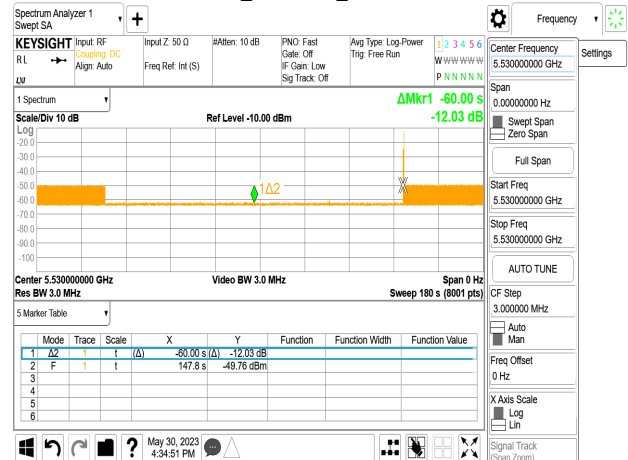 Spectrum Analyzer 1
Swept SA
Frequency
KEYSIGHT
Input: RF
Input Z: 50 Ω
#Atten: 10 dB
PNO: Fast
Avg Type: Log-Power
1 2 3 4 5 6
R L
Coupling: DC
Gate: Off
Trig: Free Run
Align: Auto
Freq Ref: Int (S)
IF Gain: Low
W W W W W W
Sig Track: Off
P N N N N N
LXI
Center Frequency
5.530000000 GHz
Settings
Span
0.00000000 Hz
Swept Span
Zero Span
Full Span
Start Freq
5.530000000 GHz
Stop Freq
5.530000000 GHz
AUTO TUNE
CF Step
3.000000 MHz
Auto
Man
Freq Offset
0 Hz
X Axis Scale
Log
Lin
Signal Track
(Span Zoom)
1 Spectrum
ΔMkr1 -60.00 s
Scale/Div 10 dB
Ref Level -10.00 dBm
-12.03 dB
Log
-20.0
-30.0
-40.0
-50.0
-60.0
-70.0
-80.0
-90.0
-100
1Δ2
X
Center 5.530000000 GHz
Video BW 3.0 MHz
Span 0 Hz
Res BW 3.0 MHz
Sweep 180 s (8001 pts)
5 Marker Table
Mode Trace Scale X Y Function Function Width Function Value
1 Δ2 1 t (Δ) -60.00 s (Δ) -12.03 dB
2 F 1 t 147.8 s -49.76 dBm
3
4
5
6
?
May 30, 2023
4:34:51 PM